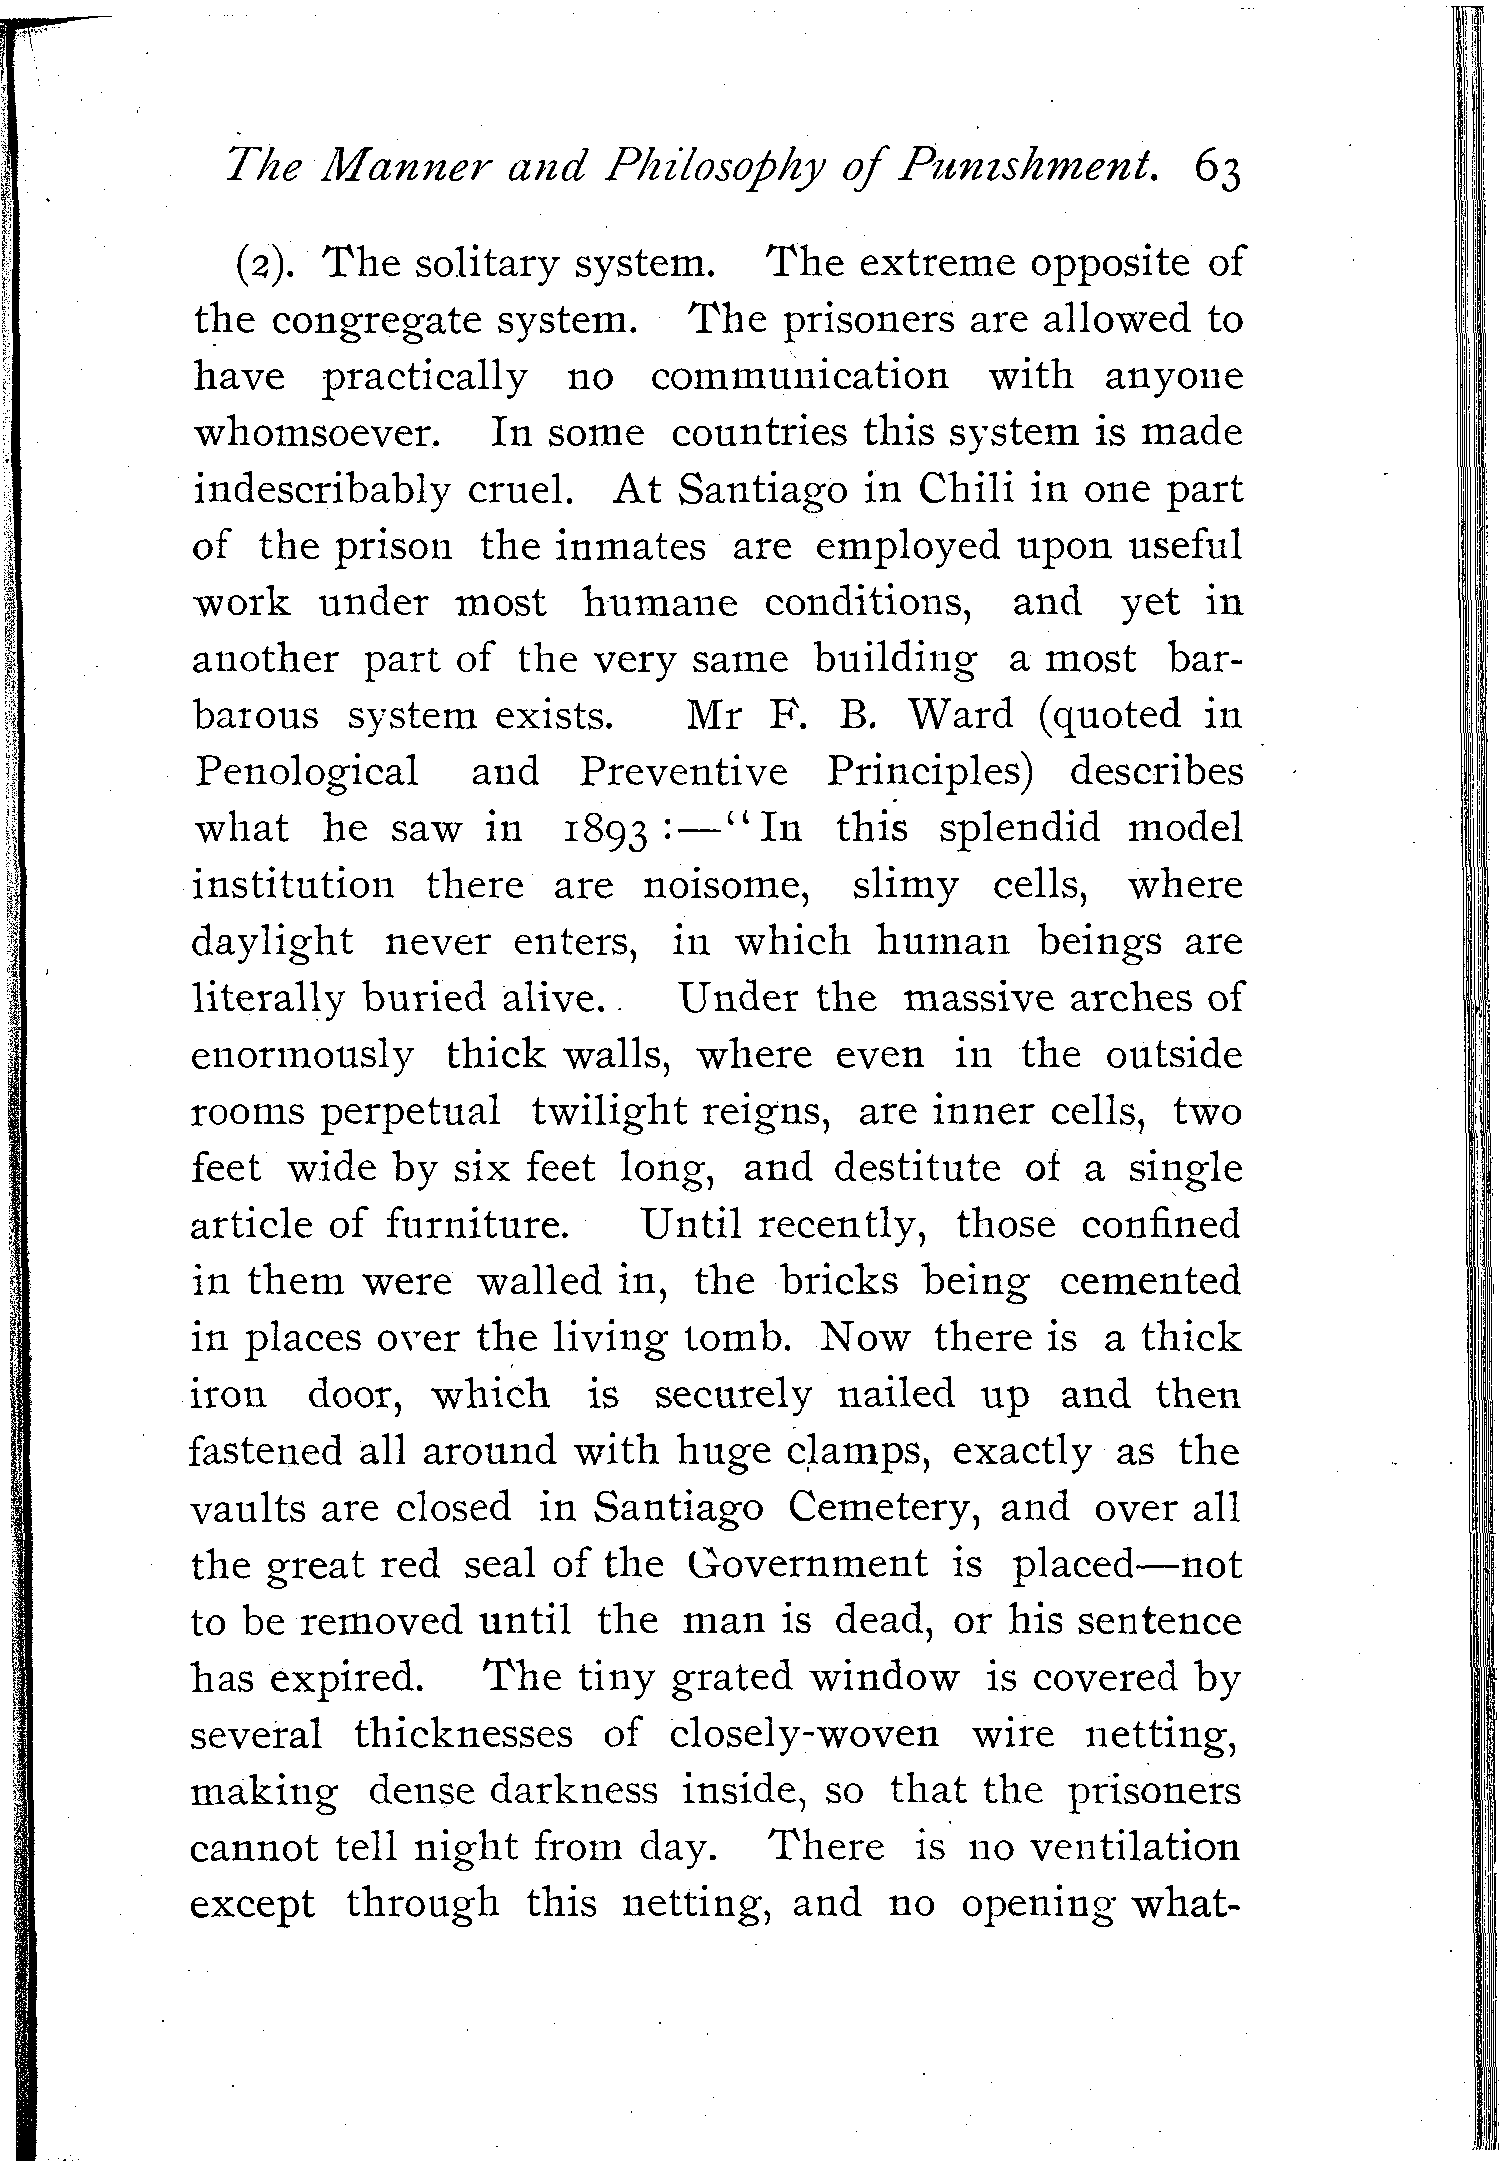 The Manner and Philosophy of Punishment. 63
(2). The solitary system. The extreme opposite of
the congregate system. The prisoners are allowed to
have practically no communication with anyone
whomsoever. In some countries this system is made
indescribably cruel. At Santiago in Chili in one part
of the prison the inmates are employed upon useful
work under most humane conditions, and yet in
another part of the very same building a most bar-
barous system exists. Mr F. B. Ward (quoted in
Penological and Preventive Principles) describes
what he saw in 1893 :—“In this splendid model
institution there are noisome, slimy cells, where
daylight never enters, in which human beings are
literally buried alive. Under the massive arches of
enormously thick walls, where even in the outside
rooms perpetual twilight reigns, are inner cells, two
feet wide by six feet long, and destitute of a single
article of furniture. Until recently, those confined
in them were walled in, the bricks being cemented
in places over the living tomb. Now there is a thick
iron door, which is securely nailed up and then
fastened all around with huge clamps, exactly as the
vaults are closed in Santiago Cemetery, and over all
the great red seal of the Government is placed—not
to be removed until the man is dead, or his sentence
has expired. The tiny grated window is covered by
several thicknesses of closely-woven wire netting,
making dense darkness inside, so that the prisoners
cannot tell night from day. There is no ventilation
except through this netting, and no opening what-